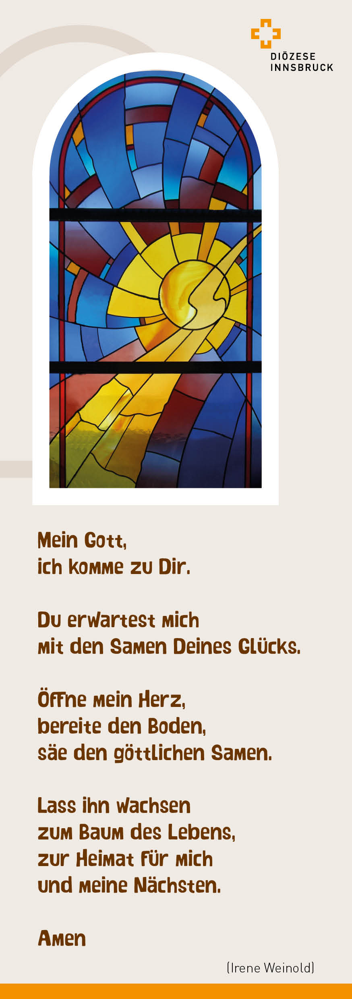 DIÖZESE
INNSBRUCK
Mein Gott,
ich komme zu Dir.
Du erwartest mich
mit den Samen Deines Glücks.
Öffne mein Herz,
bereite den Boden,
säe den göttlichen Samen.
Lass ihn wachsen
zum Baum des Lebens,
zur Heimat für mich
und meine Nächsten.
Amen
(Irene Weinold)